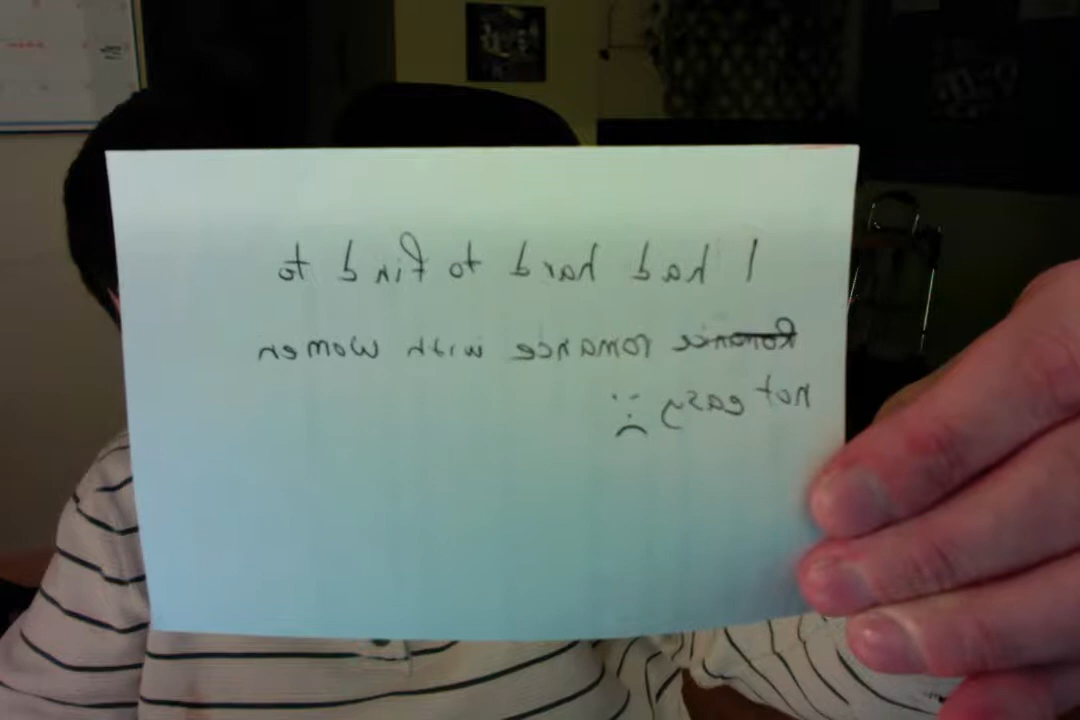 I had hard to find to
Romance romance with women
not easy :(